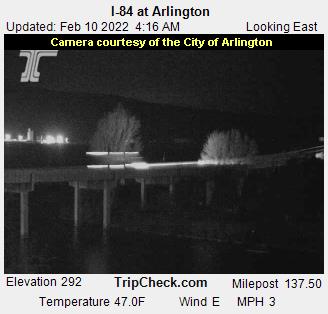 I-84 at Arlington
Updated: Feb 10 2022 4:16 AM Looking East
Camera courtesy of the City of Arlington
Elevation 292 TripCheck.com Milepost 137.50
Temperature 47.0F Wind E MPH 3